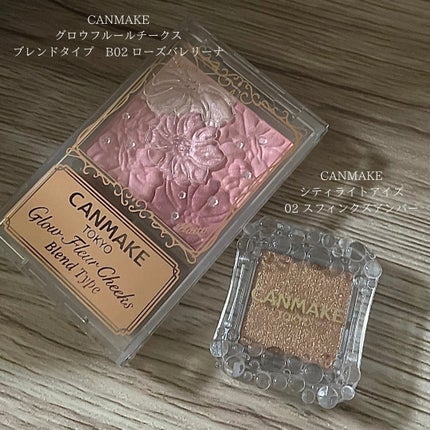 CANMAKE
グロウフルールチークス
ブレンドタイプ　B02 ローズバレリーナ
CANMAKE
シティライトアイズ
02 スフィンクスアンバー
CANMAKE
TOKYO
Glow Fleur Cheeks
Blend Type
CANMAKE